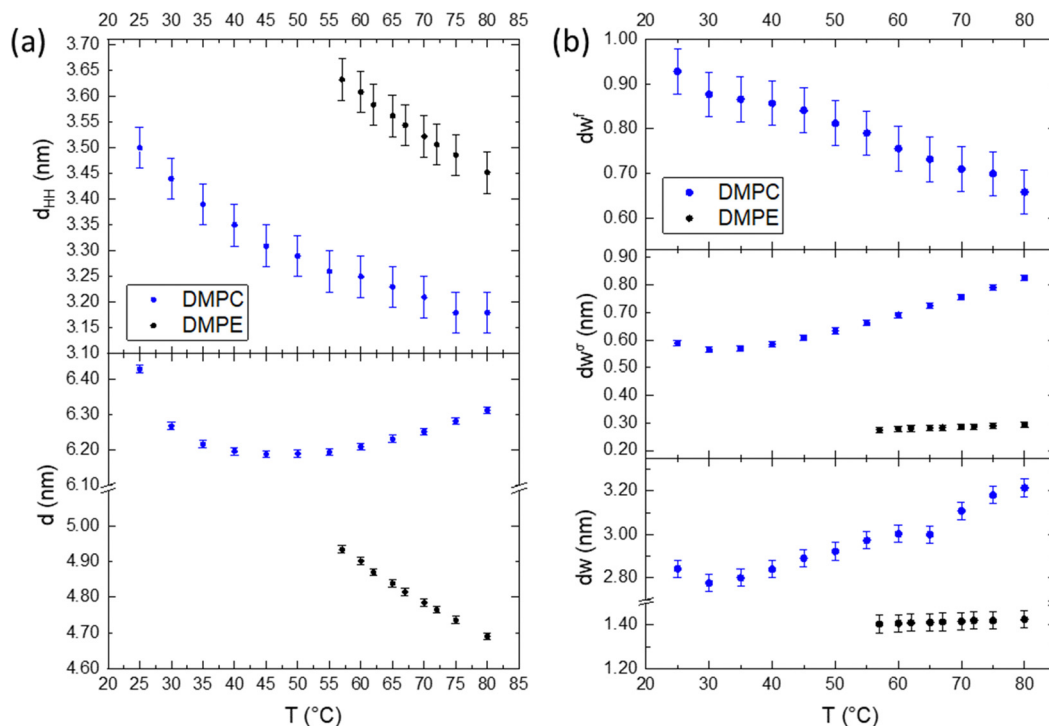 (a)
20 25 30 35 40 45 50 55 60 65 70 75 80 85
3.70
3.65
3.60
3.55
3.50
3.45
3.40
3.35
3.30
3.25
3.20
3.15
3.10
d_HH (nm)
DMPC
DMPE
6.40
6.30
6.20
6.10
5.00
4.90
4.80
4.70
4.60
d (nm)
20 25 30 35 40 45 50 55 60 65 70 75 80 85
T (°C)
(b)
20 30 40 50 60 70 80
1.00
0.90
0.80
0.70
0.60
dw^f
DMPC
DMPE
0.90
0.80
0.70
0.60
0.50
0.40
0.30
0.20
dw^σ (nm)
3.20
3.00
2.80
1.40
1.20
dw (nm)
20 30 40 50 60 70 80
T (°C)